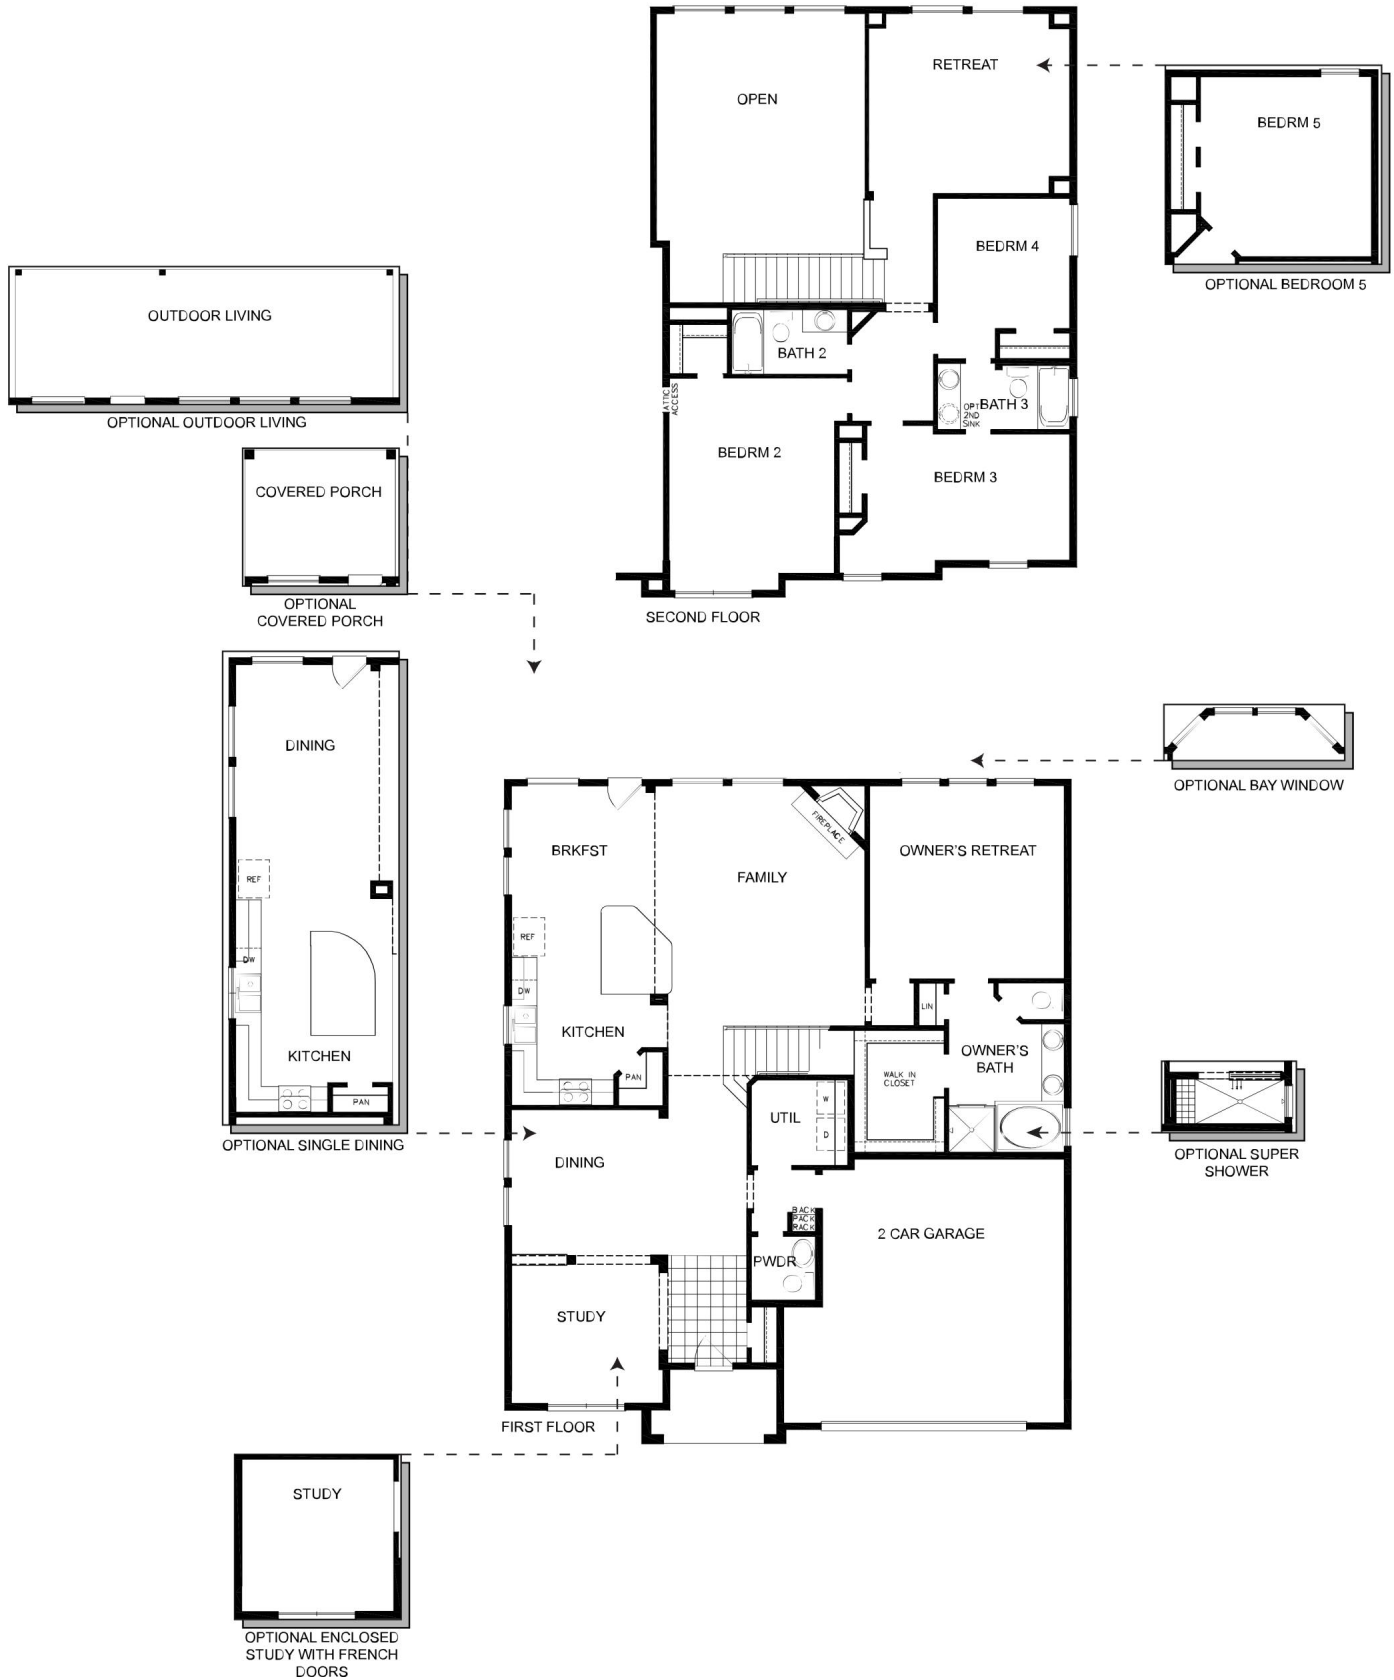 RETREAT
OPEN
BEDRM 5
BEDRM 4
OPTIONAL BEDROOM 5
OUTDOOR LIVING
BATH 2
ATTIC
ACCESS
OPT
2ND
SINK
BATH 3
OPTIONAL OUTDOOR LIVING
BEDRM 2
BEDRM 3
COVERED PORCH
OPTIONAL
COVERED PORCH
SECOND FLOOR
DINING
REF
DW
KITCHEN
PAN
OPTIONAL SINGLE DINING
OPTIONAL BAY WINDOW
BRKFST
FIREPLACE
OWNER'S RETREAT
FAMILY
REF
DW
LIN
KITCHEN
PAN
WALK IN
CLOSET
OWNER'S
BATH
W
UTIL
D
DINING
OPTIONAL SUPER
SHOWER
BACK
PACK
RACK
2 CAR GARAGE
PWDR
STUDY
FIRST FLOOR
STUDY
OPTIONAL ENCLOSED
STUDY WITH FRENCH
DOORS